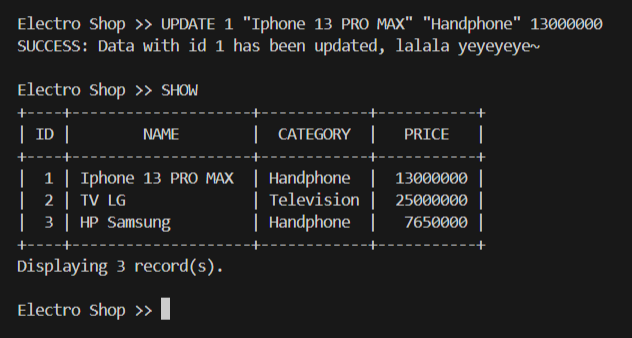 Electro Shop >> UPDATE 1 "Iphone 13 PRO MAX" "Handphone" 13000000
SUCCESS: Data with id 1 has been updated, lalala yeyeyeye~
Electro Shop >> SHOW
+----+--------------------+------------+-----------+
| ID |        NAME        |  CATEGORY  |   PRICE   |
+----+--------------------+------------+-----------+
|  1 | Iphone 13 PRO MAX  | Handphone  |  13000000 |
|  2 | TV LG              | Television |  25000000 |
|  3 | HP Samsung         | Handphone  |   7650000 |
+----+--------------------+------------+-----------+
Displaying 3 record(s).
Electro Shop >>